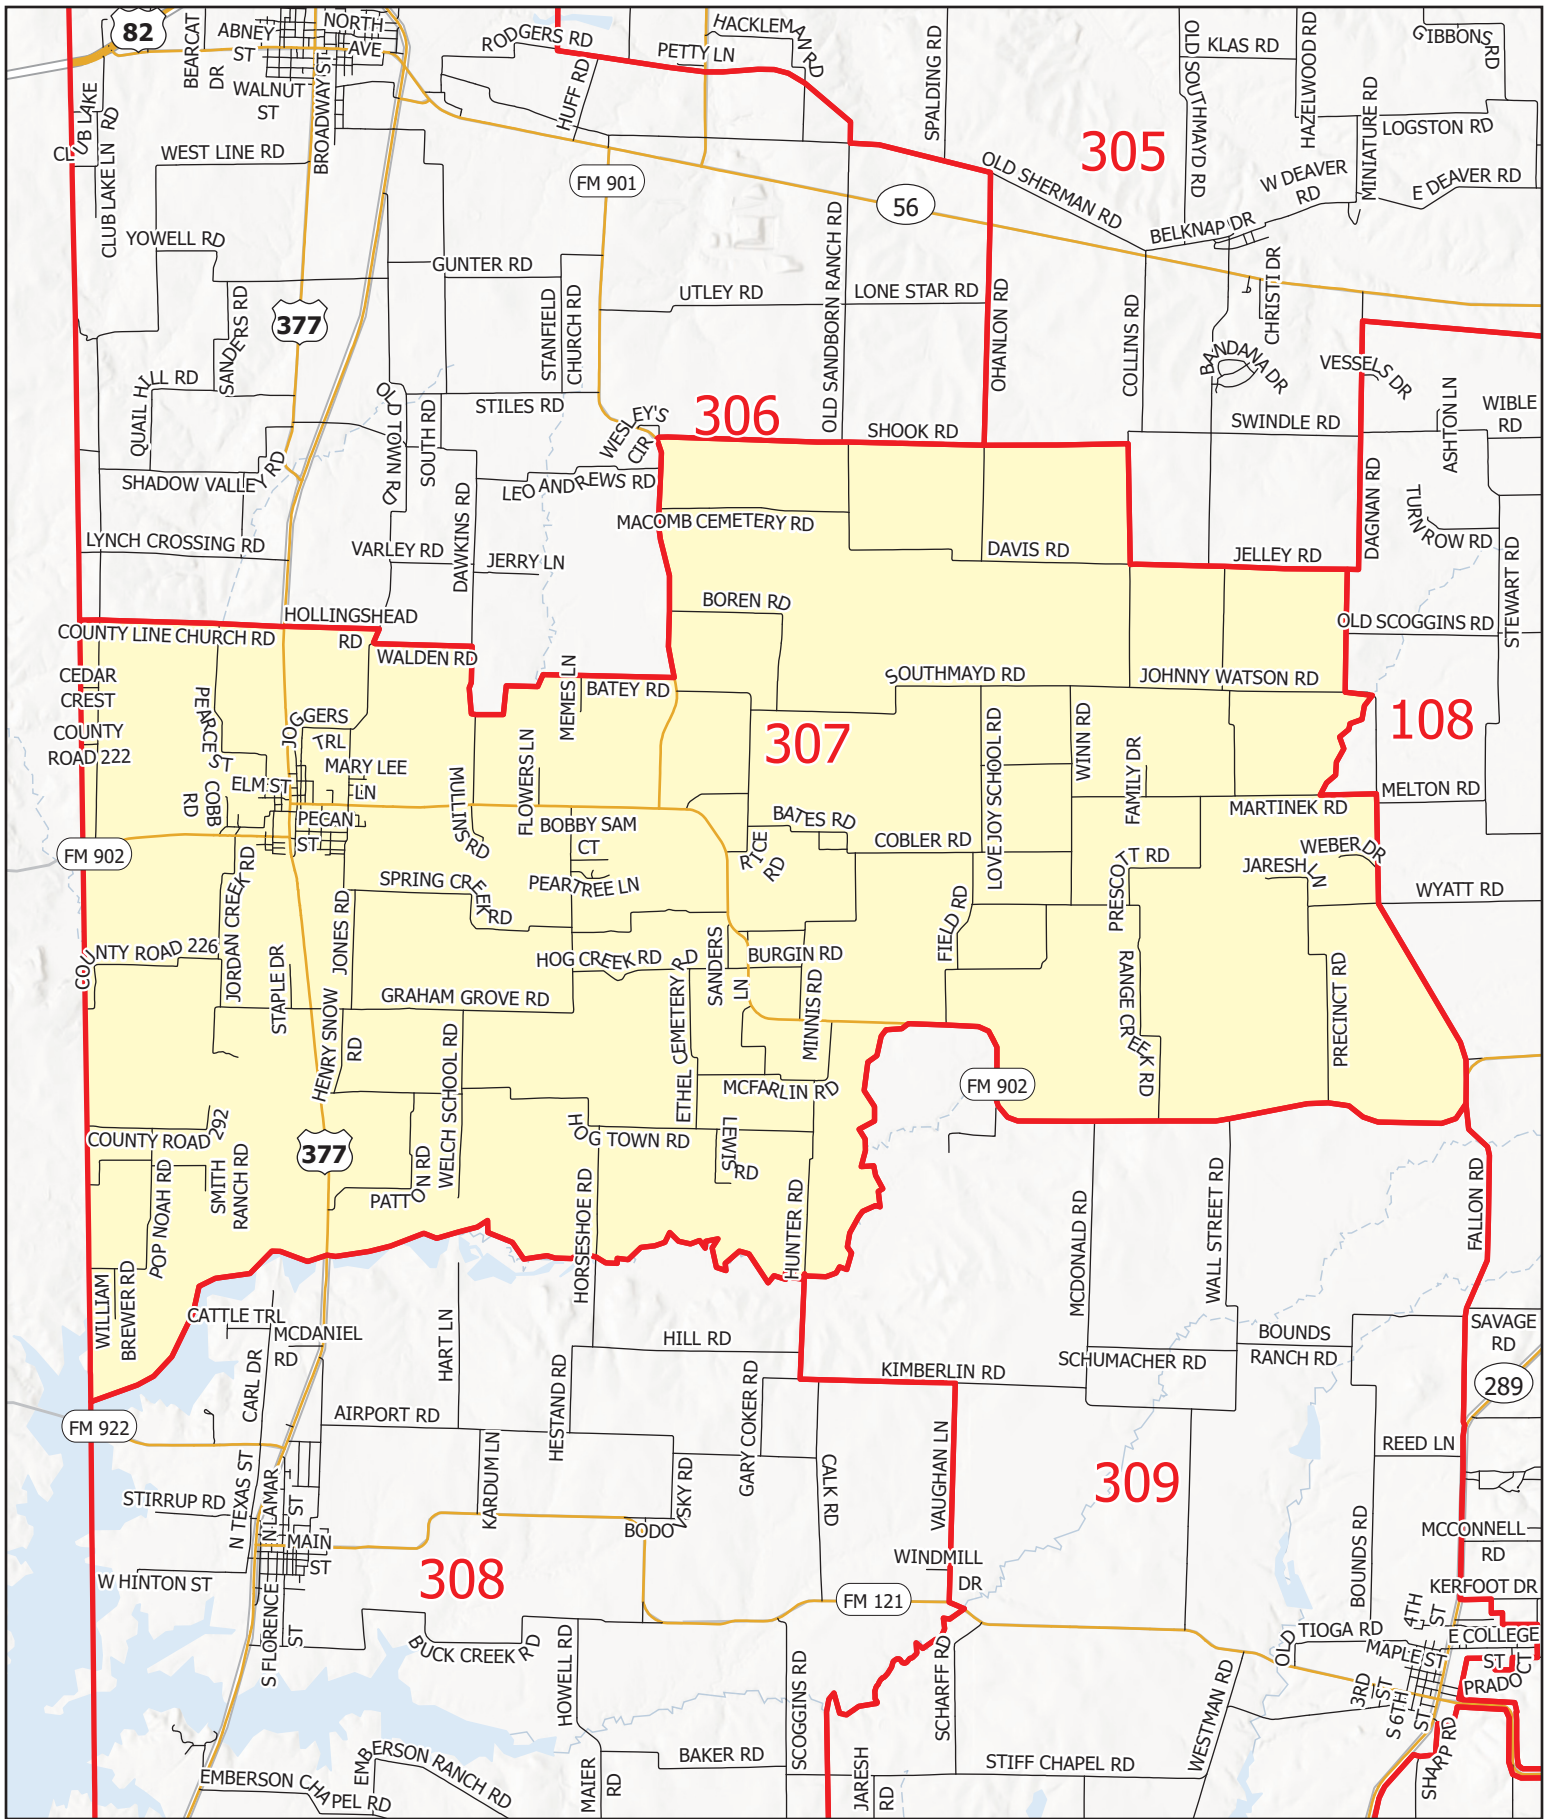 82
BEARCAT
DR
ABNEY
ST
NORTH
AVE
BROADWAY ST
WALNUT
ST
RODGERS RD
PETTY LN
HACKLEMAN RD
HUFF RD
SPALDING RD
OLD SOUTHMAYD RD
KLAS RD
HAZELWOOD RD
GIBBONS RD
305
MINIATURE RD
LOGSTON RD
CLUB LAKE
CLUB LAKE LN RD
WEST LINE RD
FM 901
56
OLD SHERMAN RD
W DEAVER
RD
E DEAVER RD
BELKNAP DR
YOWELL RD
GUNTER RD
SANDERS RD
377
STANFIELD
CHURCH RD
UTLEY RD
OLD SANDBORN RANCH RD
LONE STAR RD
OHANLON RD
COLLINS RD
CHRISTI DR
BANDANA DR
VESSELS DR
ASHTON LN
WIBLE
RD
QUAIL HILL RD
OLD TOWN RD
SOUTH RD
STILES RD
WESLEY'S
CIR
306
SHOOK RD
SWINDLE RD
SHADOW VALLEY RD
LEO ANDREWS RD
DAWKINS RD
MACOMB CEMETERY RD
DAGNAN RD
TURNROW RD
LYNCH CROSSING RD
VARLEY RD
JERRY LN
DAVIS RD
JELLEY RD
STEWART RD
BOREN RD
HOLLINGSHEAD
RD
COUNTY LINE CHURCH RD
WALDEN RD
OLD SCOGGINS RD
CEDAR
CREST
COUNTY
ROAD 222
PEARCE ST
JOGGERS
TRL
MEMES LN
BATEY RD
SOUTHMAYD RD
JOHNNY WATSON RD
108
307
MARY LEE
LN
ELM ST
COBB
RD
PECAN
ST
MULLINS RD
FLOWERS LN
BOBBY SAM
CT
BATES RD
RICE
RD
COBLER RD
LOVEJOY SCHOOL RD
WINN RD
FAMILY DR
MARTINEK RD
MELTON RD
FM 902
PEARTREE LN
SPRING CREEK
RD
PRESCOTT RD
WEBER DR
JARESH LN
WYATT RD
JORDAN CREEK RD
JONES RD
COUNTY ROAD 226
STAPLE DR
HOG CREEK RD
SANDERS
LN
BURGIN RD
FIELD RD
RANGE CREEK RD
PRECINCT RD
GRAHAM GROVE RD
HENRY SNOW
RD
WELCH SCHOOL RD
ETHEL CEMETERY RD
MINNIS RD
MCFARLIN RD
FM 902
COUNTY ROAD 292
377
HOG TOWN RD
LEWIS
RD
POP NOAH RD
SMITH
RANCH RD
PATTON RD
HORSESHOE RD
HUNTER RD
MCDONALD RD
WALL STREET RD
FALLON RD
WILLIAM
BREWER RD
CATTLE TRL
MCDANIEL
RD
CARL DR
HART LN
HILL RD
KIMBERLIN RD
SCHUMACHER RD
BOUNDS
RANCH RD
SAVAGE
RD
289
FM 922
AIRPORT RD
HESTAND RD
GARY COKER RD
REED LN
309
STIRRUP RD
N TEXAS ST
N LAMAR
ST
KARDUM LN
BODOVSKY RD
CALK RD
VAUGHAN LN
BOUNDS RD
MCCONNELL
RD
MAIN
ST
W HINTON ST
308
WINDMILL
DR
FM 121
KERFOOT DR
S FLORENCE
ST
BUCK CREEK RD
HOWELL RD
SCOGGINS RD
SCHARFF RD
WESTMAN RD
OLD TIOGA RD
4TH
ST
E COLLEGE
ST
MAPLE ST
3RD
ST
S 6TH
ST
PRADO
CT
SHARP RD
EMBERSON RANCH RD
EMBERSON CHAPEL RD
MAIER
RD
BAKER RD
JARESH
RD
STIFF CHAPEL RD